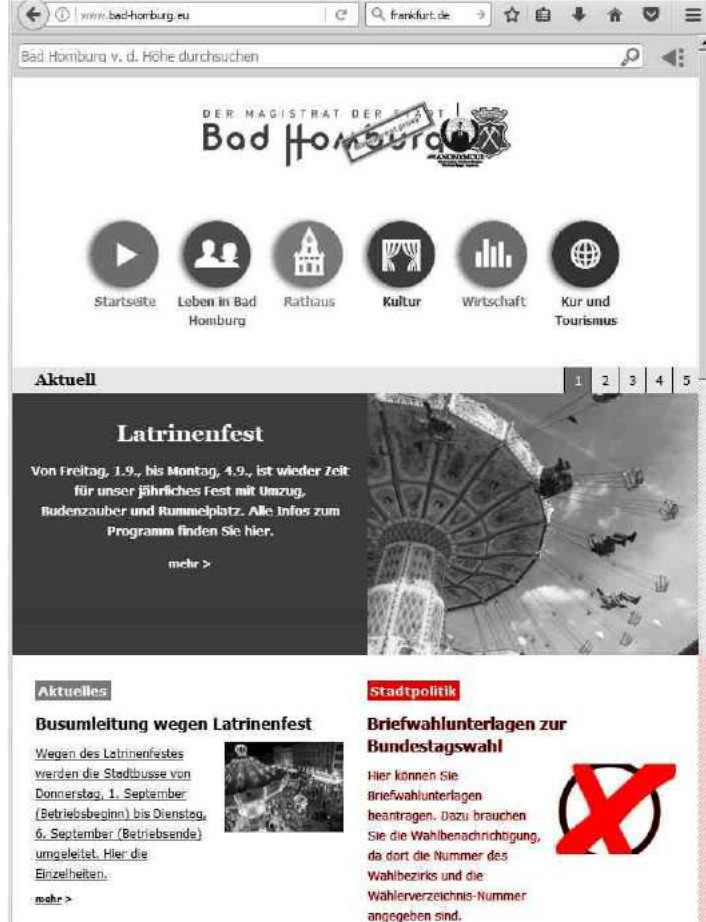 www.bad-homburg.eu
frankfurt.de
Bad Homburg v. d. Höhe durchsuchen
DER MAGISTRAT DER STADT
Bad Homburg
ANONYMOUS
Startseite
Leben in Bad
Homburg
Rathaus
Kultur
Wirtschaft
Kur und
Tourismus
Aktuell
1 2 3 4 5
Latrinenfest
Von Freitag, 1.9., bis Montag, 4.9., ist wieder Zeit
für unser jährliches Fest mit Umzug,
Budenzauber und Rummelplatz. Alle Infos zum
Programm finden Sie hier.
mehr >
Aktuelles
Busumleitung wegen Latrinenfest
Wegen des Latrinenfestes
werden die Stadtbusse von
Donnerstag, 1. September
(Betriebsbeginn) bis Dienstag,
6. September (Betriebsende)
umgeleitet. Hier die
Einzelheiten.
mehr >
Stadtpolitik
Briefwahlunterlagen zur
Bundestagswahl
Hier können Sie
Briefwahlunterlagen
beantragen. Dazu brauchen
Sie die Wahlbenachrichtigung,
da dort die Nummer des
Wahlbezirks und die
Wählerverzeichnis-Nummer
angegeben sind.